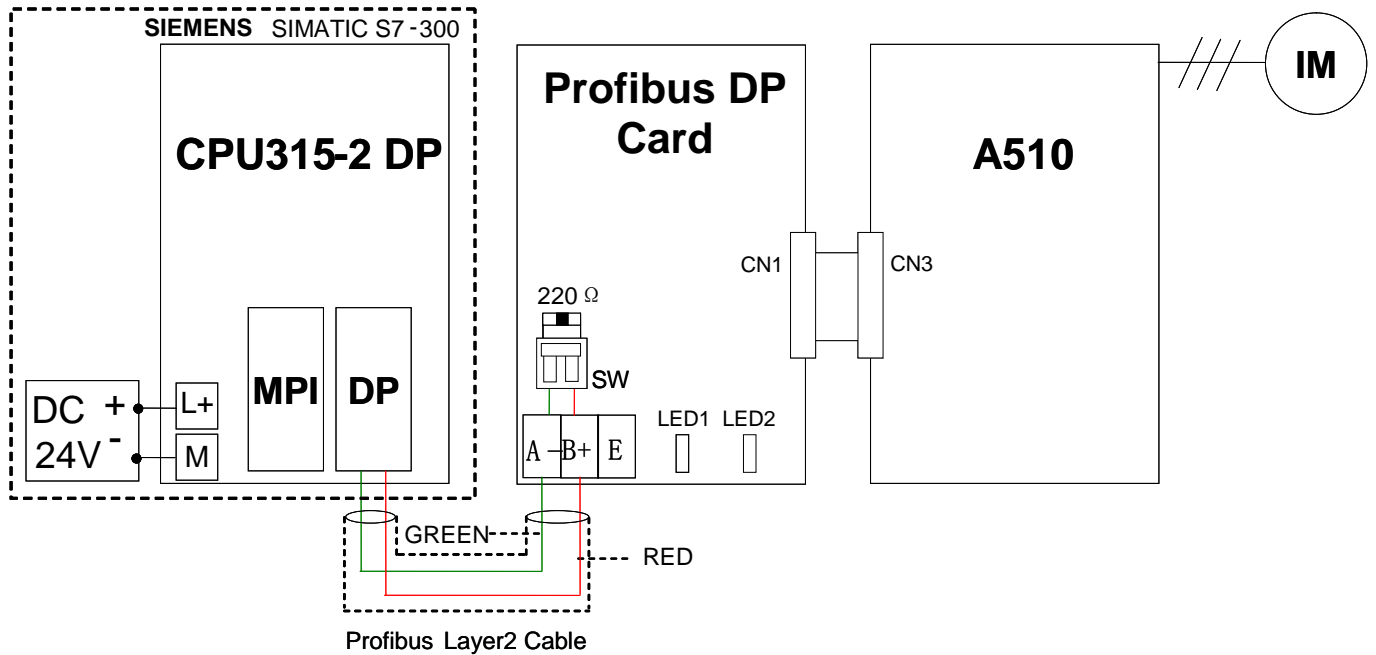 SIEMENS SIMATIC S7-300
CPU315-2 DP
MPI
DP
DC +
24V -
L+
M
Profibus DP
Card
220 Ω
SW
A -
B+
E
LED1
LED2
CN1
CN3
A510
IM
GREEN
RED
Profibus Layer2 Cable